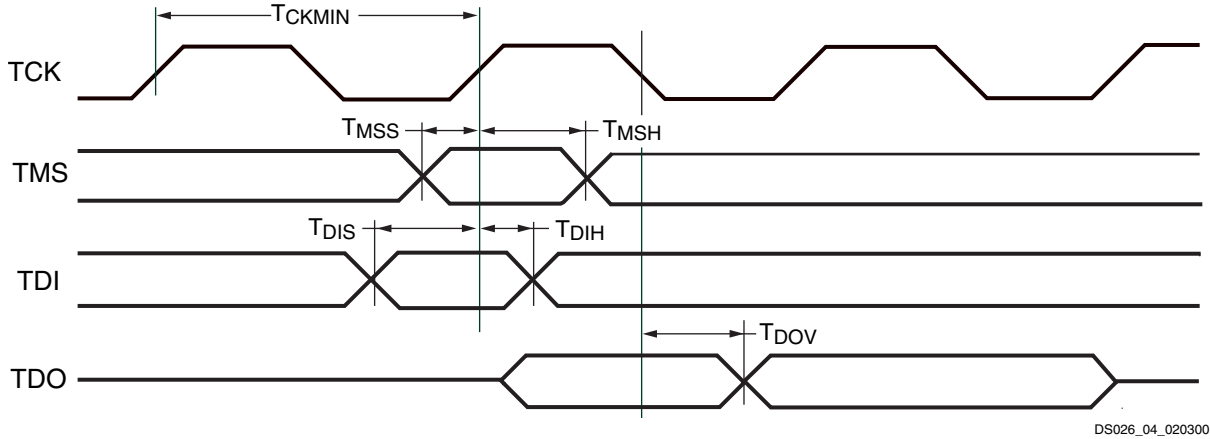 TCKMIN
TCK
TMSS
TMSH
TMS
TDIS
TDIH
TDI
TDOV
TDO
DS026_04_020300